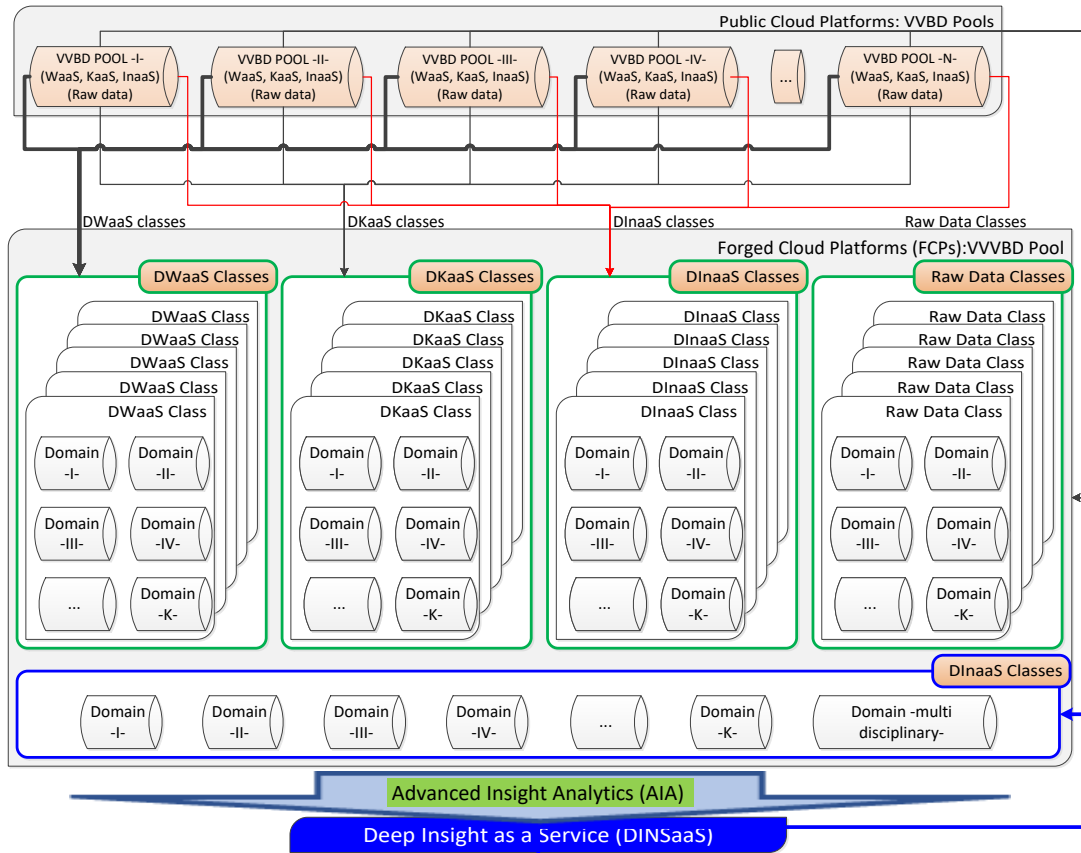 Public Cloud Platforms: VVBD Pools
VVBD POOL -I-
(WaaS, KaaS, InaaS)
(Raw data)
VVBD POOL -II-
(WaaS, KaaS, InaaS)
(Raw data)
VVBD POOL -III-
(WaaS, KaaS, InaaS)
(Raw data)
VVBD POOL -IV-
(WaaS, KaaS, InaaS)
(Raw data)
...
VVBD POOL -N-
(WaaS, KaaS, InaaS)
(Raw data)
DWaaS classes
DKaaS classes
DInaaS classes
Raw Data Classes
Forged Cloud Platforms (FCPs):VVVBD Pool
DWaaS Classes
DWaaS Class
DWaaS Class
DWaaS Class
DWaaS Class
DWaaS Class
Domain
-I-
Domain
-II-
Domain
-III-
Domain
-IV-
...
Domain
-K-
DKaaS Classes
DKaaS Class
DKaaS Class
DKaaS Class
DKaaS Class
DKaaS Class
Domain
-I-
Domain
-II-
Domain
-III-
Domain
-IV-
...
Domain
-K-
DInaaS Classes
DInaaS Class
DInaaS Class
DInaaS Class
DInaaS Class
DInaaS Class
Domain
-I-
Domain
-II-
Domain
-III-
Domain
-IV-
...
Domain
-K-
Raw Data Classes
Raw Data Class
Raw Data Class
Raw Data Class
Raw Data Class
Raw Data Class
Domain
-I-
Domain
-II-
Domain
-III-
Domain
-IV-
...
Domain
-K-
DInaaS Classes
Domain
-I-
Domain
-II-
Domain
-III-
Domain
-IV-
...
Domain
-K-
Domain -multi
disciplinary-
Advanced Insight Analytics (AIA)
Deep Insight as a Service (DINSaaS)